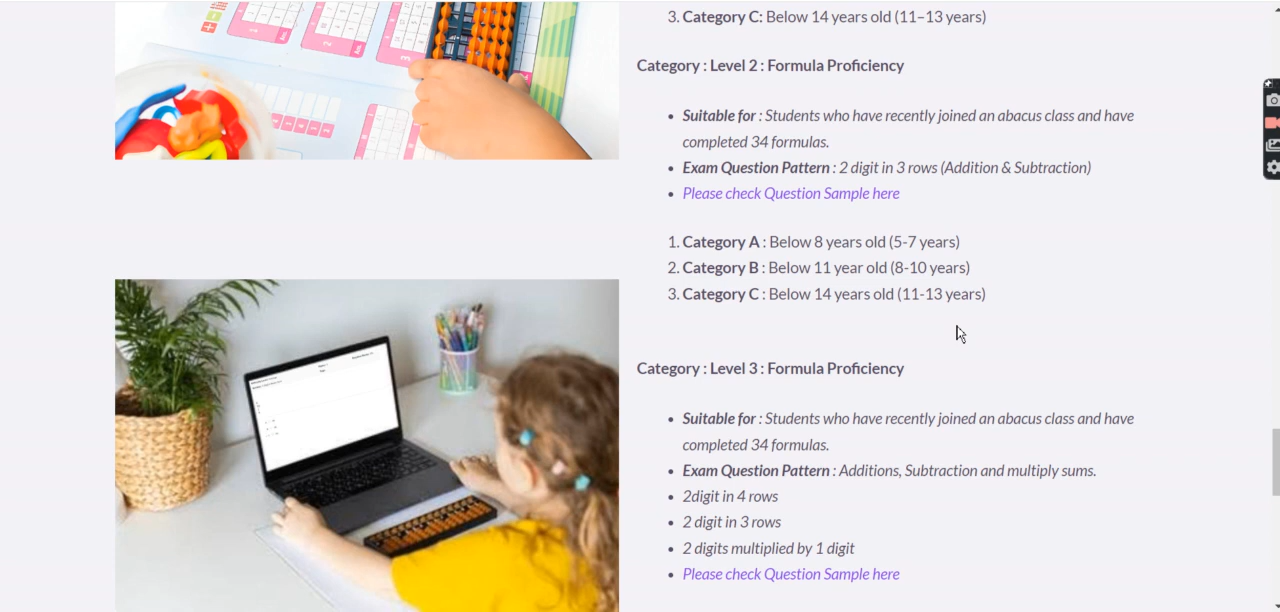 3. Category C: Below 14 years old (11–13 years)
Category : Level 2 : Formula Proficiency
• Suitable for : Students who have recently joined an abacus class and have
completed 34 formulas.
• Exam Question Pattern : 2 digit in 3 rows (Addition & Subtraction)
• Please check Question Sample here
1. Category A : Below 8 years old (5-7 years)
2. Category B : Below 11 year old (8-10 years)
3. Category C : Below 14 years old (11-13 years)
Category : Level 3 : Formula Proficiency
• Suitable for : Students who have recently joined an abacus class and have
completed 34 formulas.
• Exam Question Pattern : Additions, Subtraction and multiply sums.
• 2digit in 4 rows
• 2 digit in 3 rows
• 2 digits multiplied by 1 digit
• Please check Question Sample here